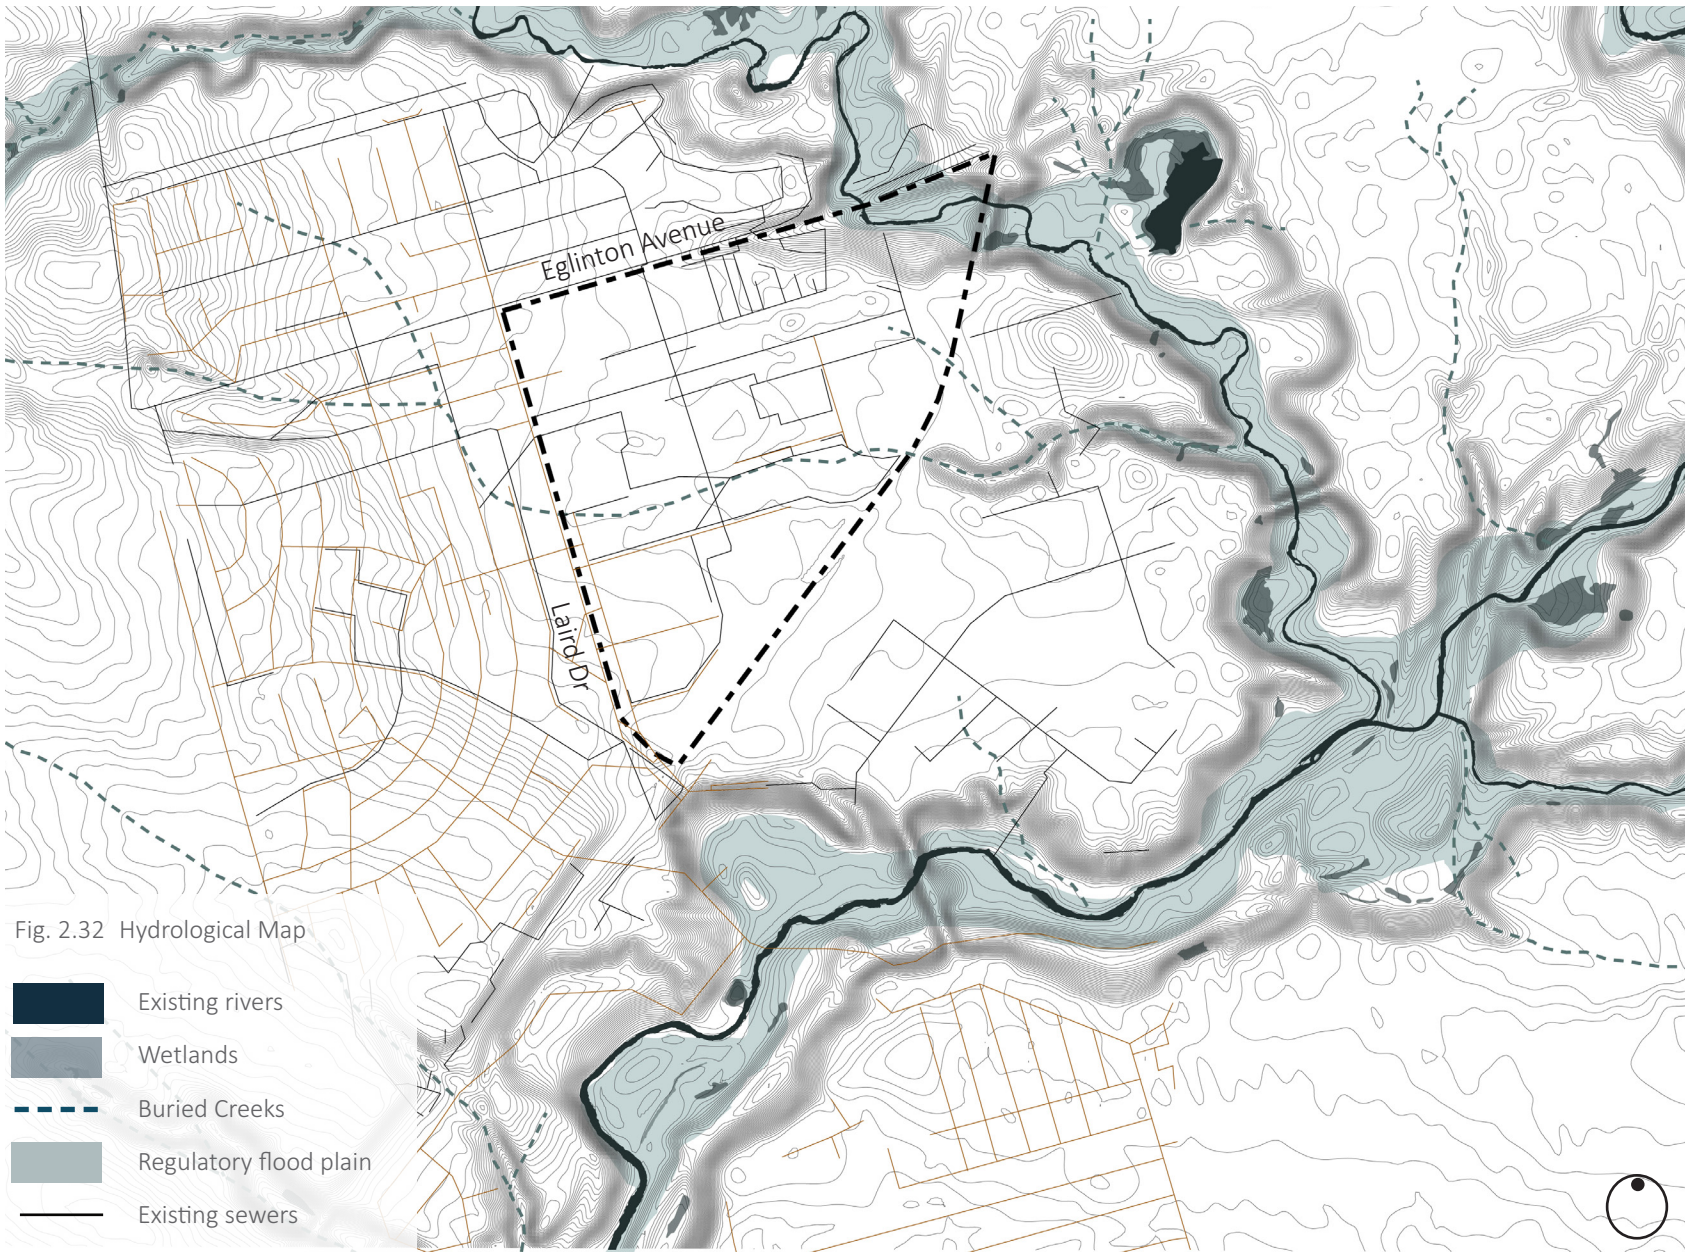 Eglinton Avenue
Laird Dr
Fig. 2.32 Hydrological Map
Existing rivers
Wetlands
Buried Creeks
Regulatory flood plain
Existing sewers